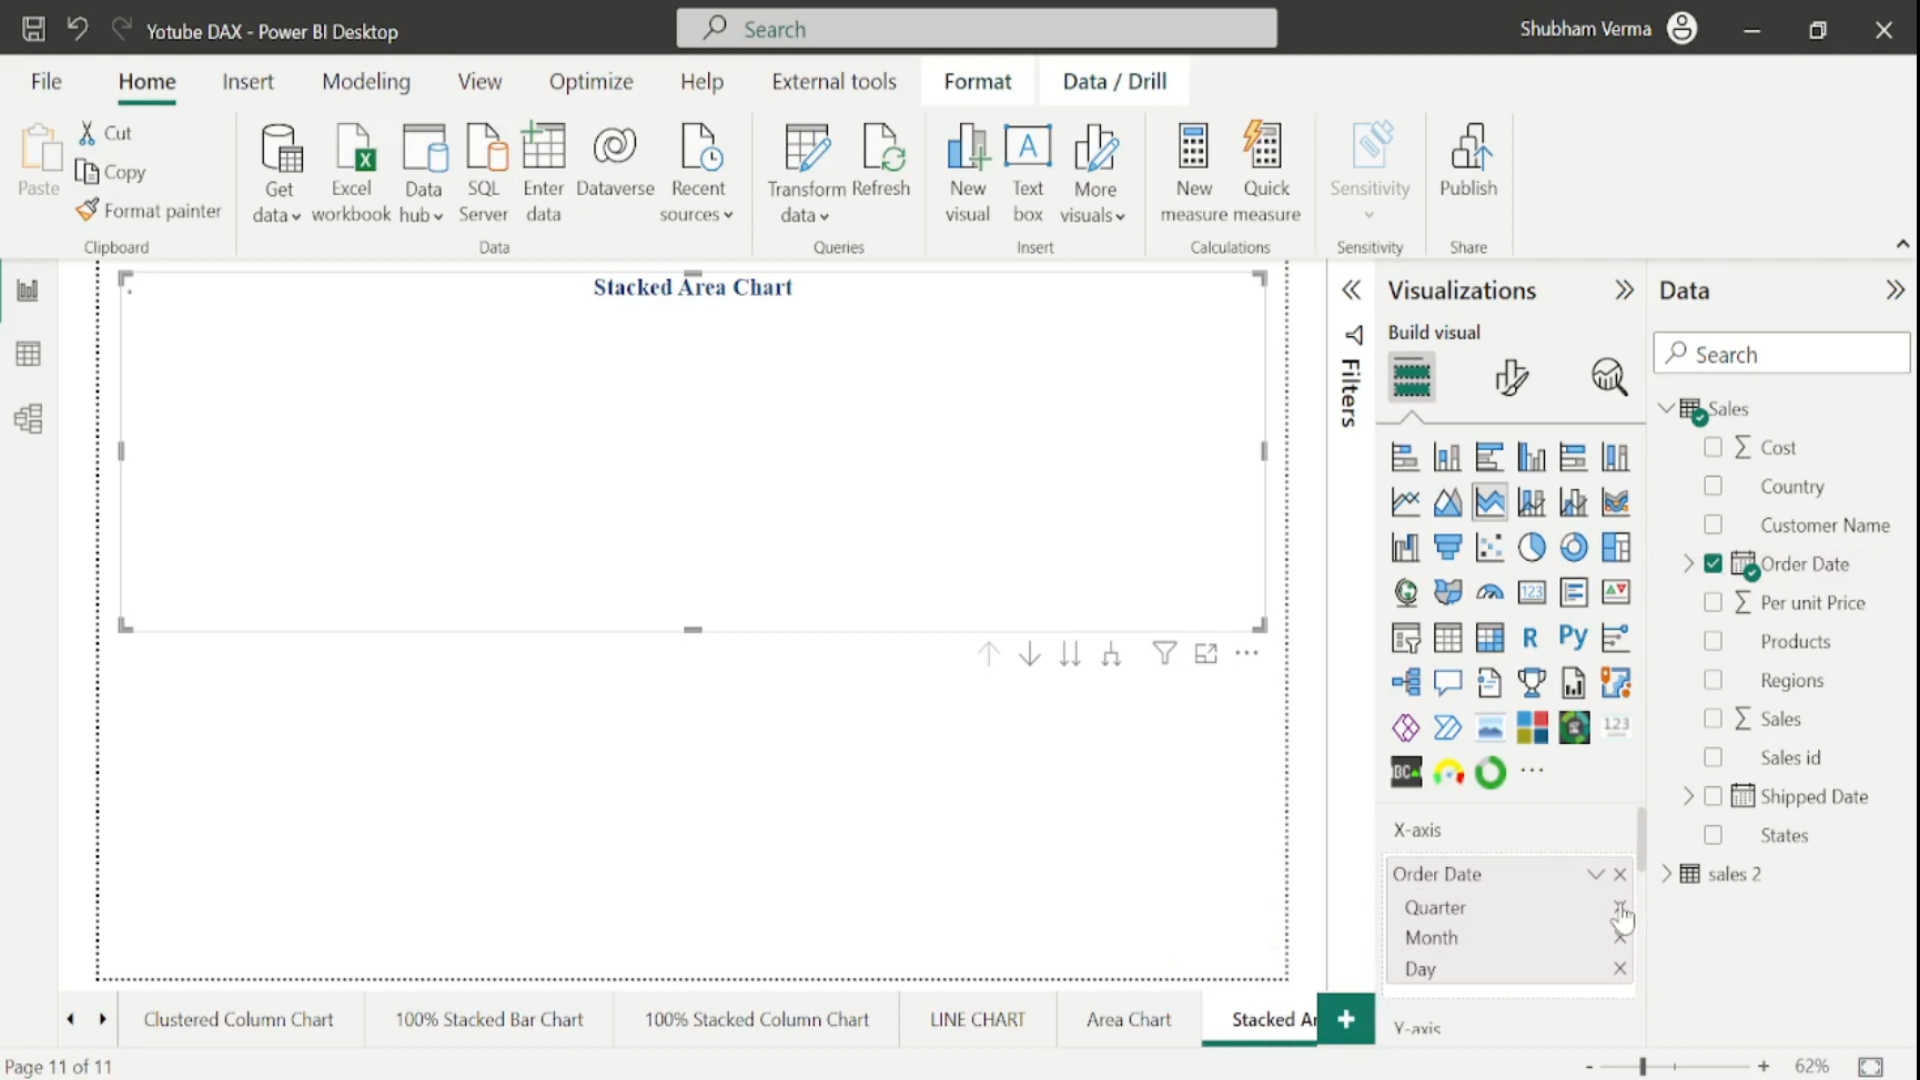 Yotube DAX - Power BI Desktop
Search
Shubham Verma
File
Home
Insert
Modeling
View
Optimize
Help
External tools
Format
Data / Drill
Paste
Cut
Copy
Format painter
Clipboard
Get data
Excel workbook
Data hub
SQL Server
Enter data
Dataverse
Recent sources
Data
Transform data
Refresh
Queries
New visual
Text box
More visuals
Insert
New measure
Quick measure
Calculations
Sensitivity
Sensitivity
Publish
Share
Stacked Area Chart
Filters
Visualizations
Build visual
R
Py
123
123
BC
X-axis
Order Date
Quarter
Month
Day
Y-axis
Data
Search
Sales
Cost
Country
Customer Name
Order Date
Per unit Price
Products
Regions
Sales
Sales id
Shipped Date
States
sales 2
Clustered Column Chart
100% Stacked Bar Chart
100% Stacked Column Chart
LINE CHART
Area Chart
Stacked Ar
Page 11 of 11
62%